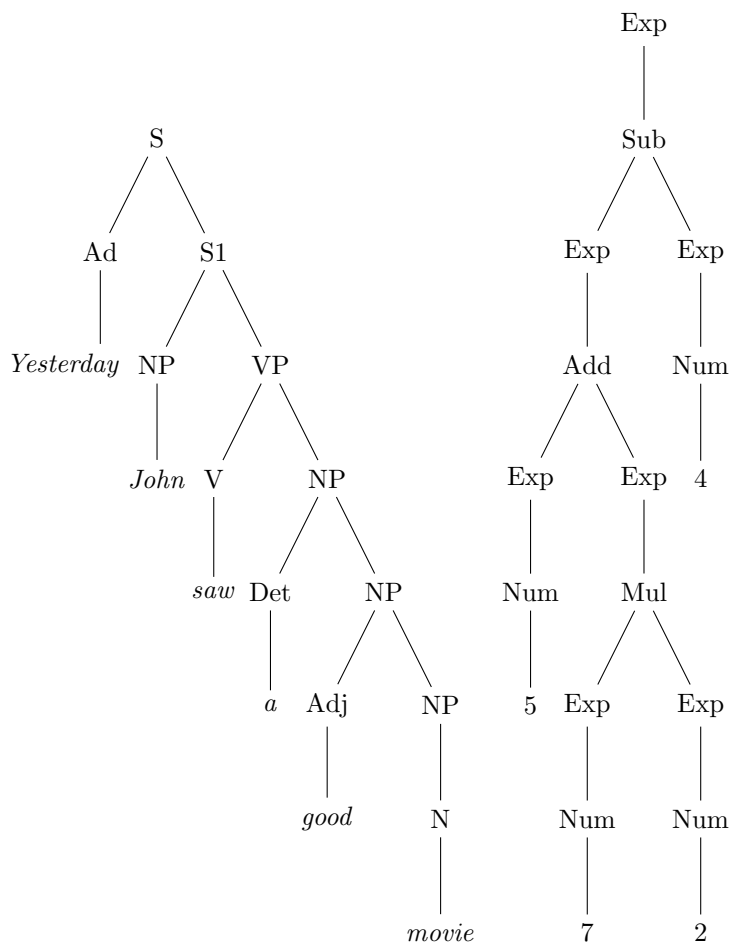 Exp
S Sub
Ad S1 Exp Exp
Yesterday NP VP Add Num
John V NP Exp Exp 4
saw Det NP Num Mul
a Adj NP 5 Exp Exp
good N Num Num
movie 7 2